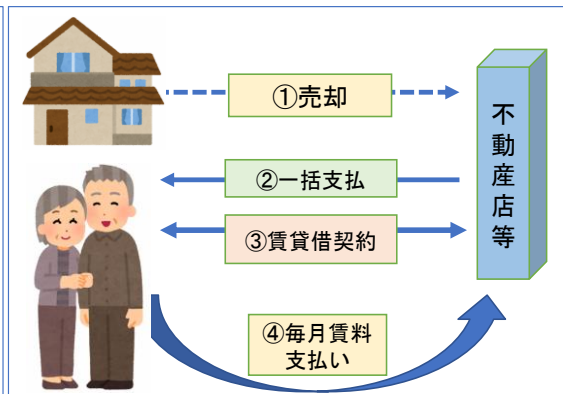 ①売却
②一括支払
③賃貸借契約
④毎月賃料
支払い
不動産店等